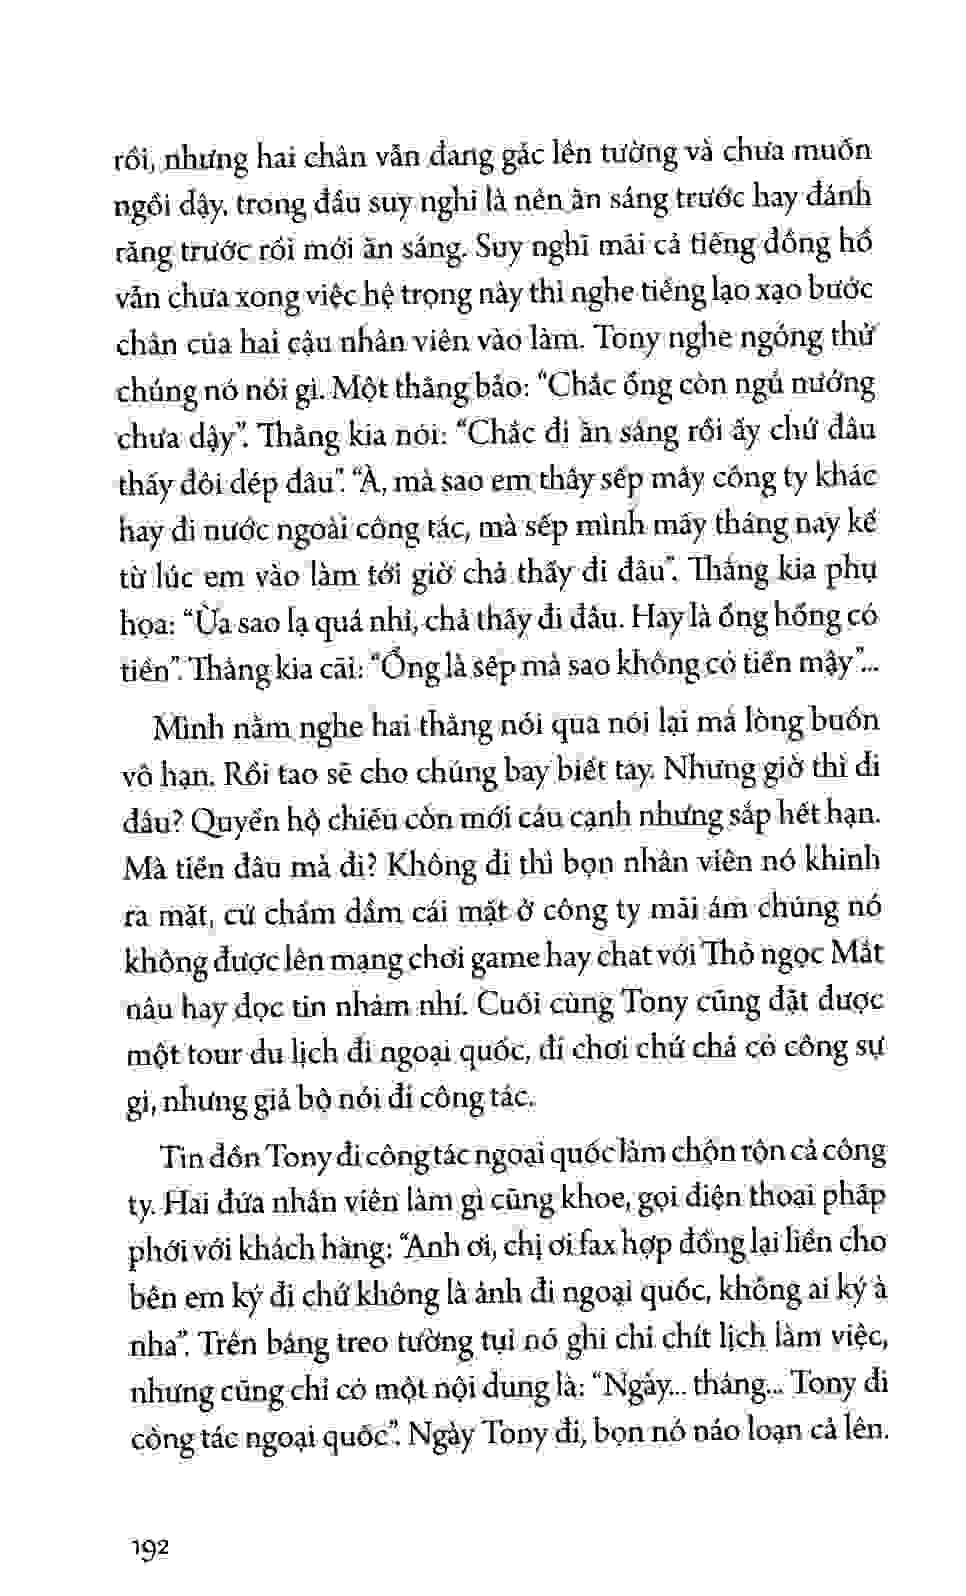 rồi, nhưng hai chân vẫn đang gác lên tường và chưa muốn
ngồi dậy, trong đầu suy nghĩ là nên ăn sáng trước hay đánh
răng trước rồi mới ăn sáng. Suy nghĩ mãi cả tiếng đồng hồ
vẫn chưa xong việc hệ trọng này thì nghe tiếng lạo xạo bước
chân của hai cậu nhân viên vào làm. Tony nghe ngóng thử
chúng nó nói gì. Một thằng bảo: “Chắc ổng còn ngủ nướng
chưa dậy”. Thằng kia nói: “Chắc đi ăn sáng rồi ấy chứ đâu
thấy đôi dép đâu”. “À, mà sao em thấy sếp mấy công ty khác
hay đi nước ngoài công tác, mà sếp mình mấy tháng nay kể
từ lúc em vào làm tới giờ chả thấy đi đâu”. Thằng kia phụ
họa: “Ừa sao lạ quá nhỉ, chả thấy đi đâu. Hay là ổng hổng có
tiền”. Thằng kia cãi: “Ổng là sếp mà sao không có tiền mậy”...
Mình nằm nghe hai thằng nói qua nói lại mà lòng buồn
vô hạn. Rồi tao sẽ cho chúng bay biết tay. Nhưng giờ thì đi
đâu? Quyển hộ chiếu còn mới cáu cạnh nhưng sắp hết hạn.
Mà tiền đâu mà đi? Không đi thì bọn nhân viên nó khinh
ra mặt, cứ chầm dầm cái mặt ở công ty mãi ám chúng nó
không được lên mạng chơi game hay chat với Thỏ ngọc Mắt
nâu hay đọc tin nhảm nhí. Cuối cùng Tony cũng đặt được
một tour du lịch đi ngoại quốc, đi chơi chứ chả có công sự
gì, nhưng giả bộ nói đi công tác.
Tin đồn Tony đi công tác ngoại quốc làm chộn rộn cả công
ty. Hai đứa nhân viên làm gì cũng khoe, gọi điện thoại pháp
phới với khách hàng: “Anh ơi, chị ơi fax hợp đồng lại liền cho
bên em ký đi chứ không là ảnh đi ngoại quốc, không ai ký à
nha”. Trên bảng treo tường tụi nó ghi chi chít lịch làm việc,
nhưng cũng chỉ có một nội dung là: “Ngày... tháng... Tony đi
công tác ngoại quốc”. Ngày Tony đi, bọn nó náo loạn cả lên.
192